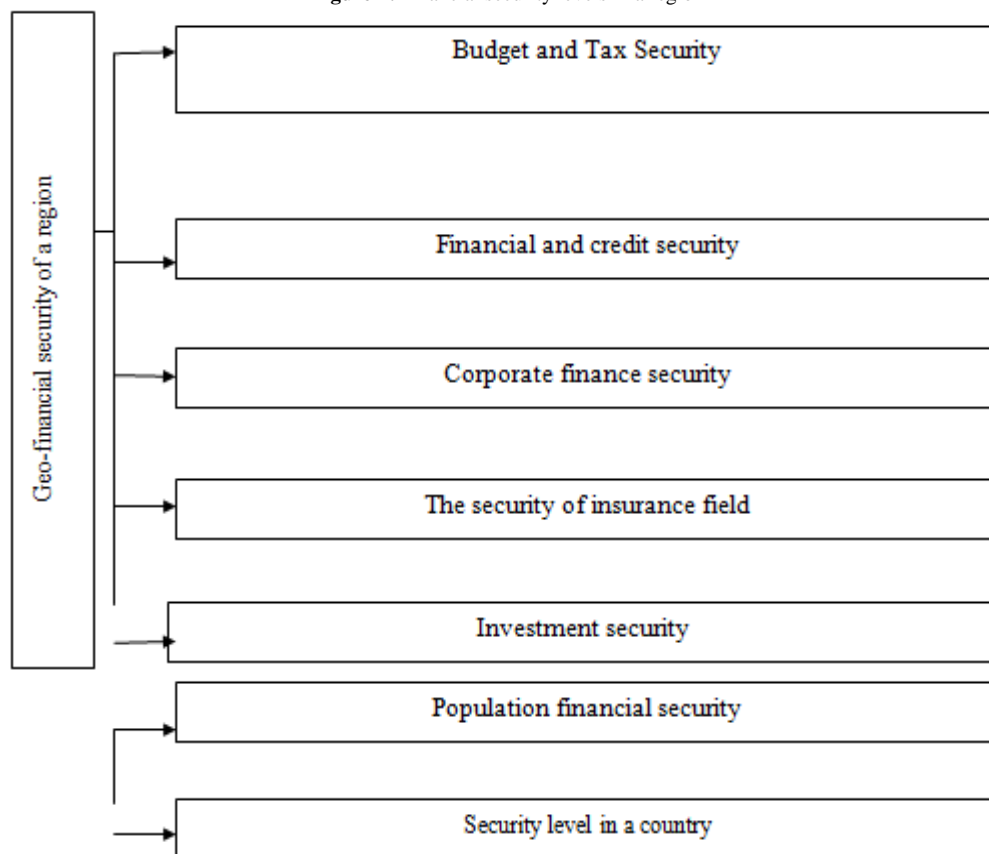 Geo-financial security of a region
Budget and Tax Security
Financial and credit security
Corporate finance security
The security of insurance field
Investment security
Population financial security
Security level in a country